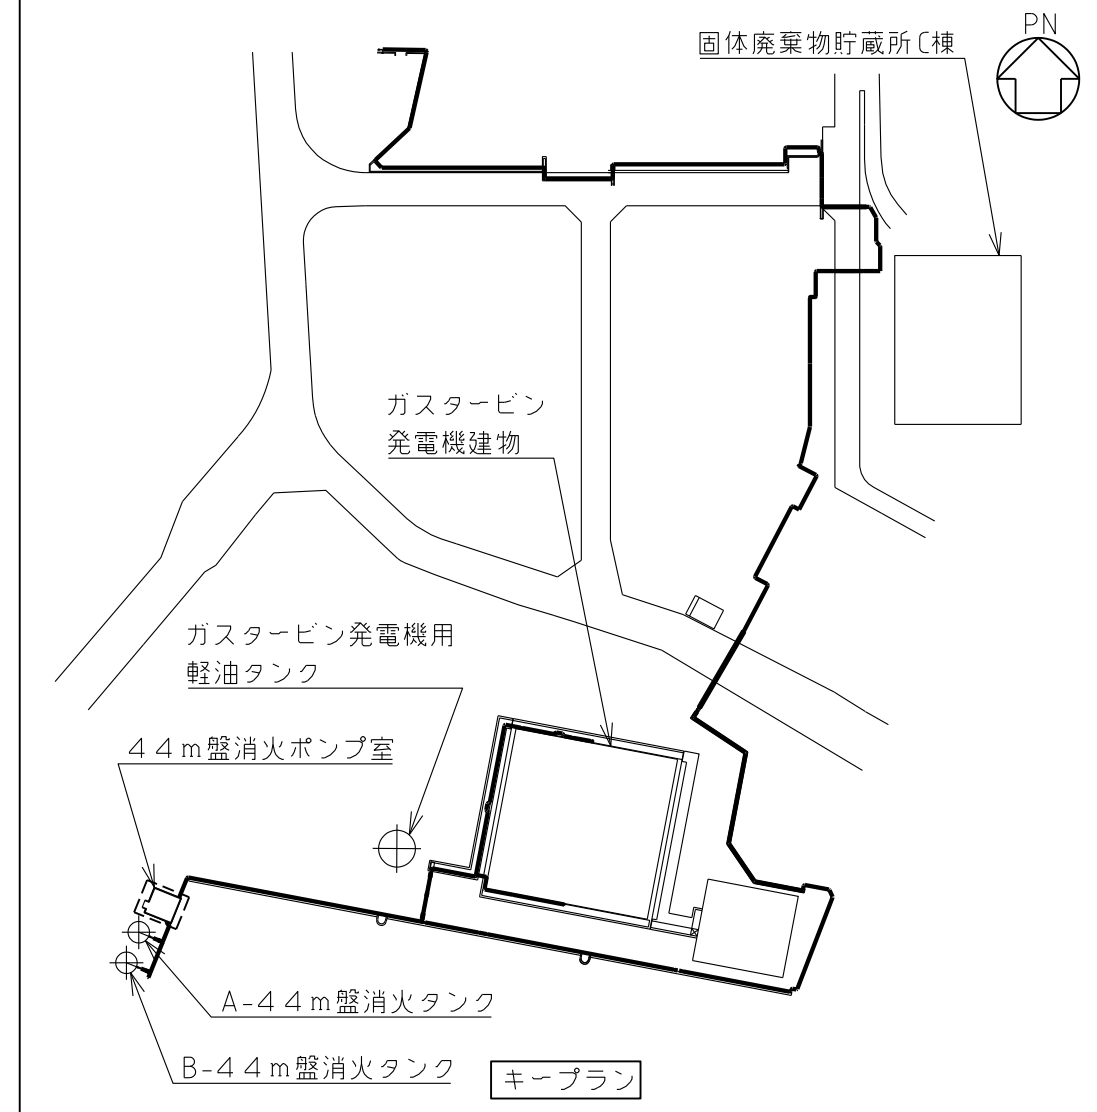 PN
固体廃棄物貯蔵所C棟
ガスタービン
発電機建物
ガスタービン発電機用
軽油タンク
44m盤消火ポンプ室
A-44m盤消火タンク
B-44m盤消火タンク
キープラン